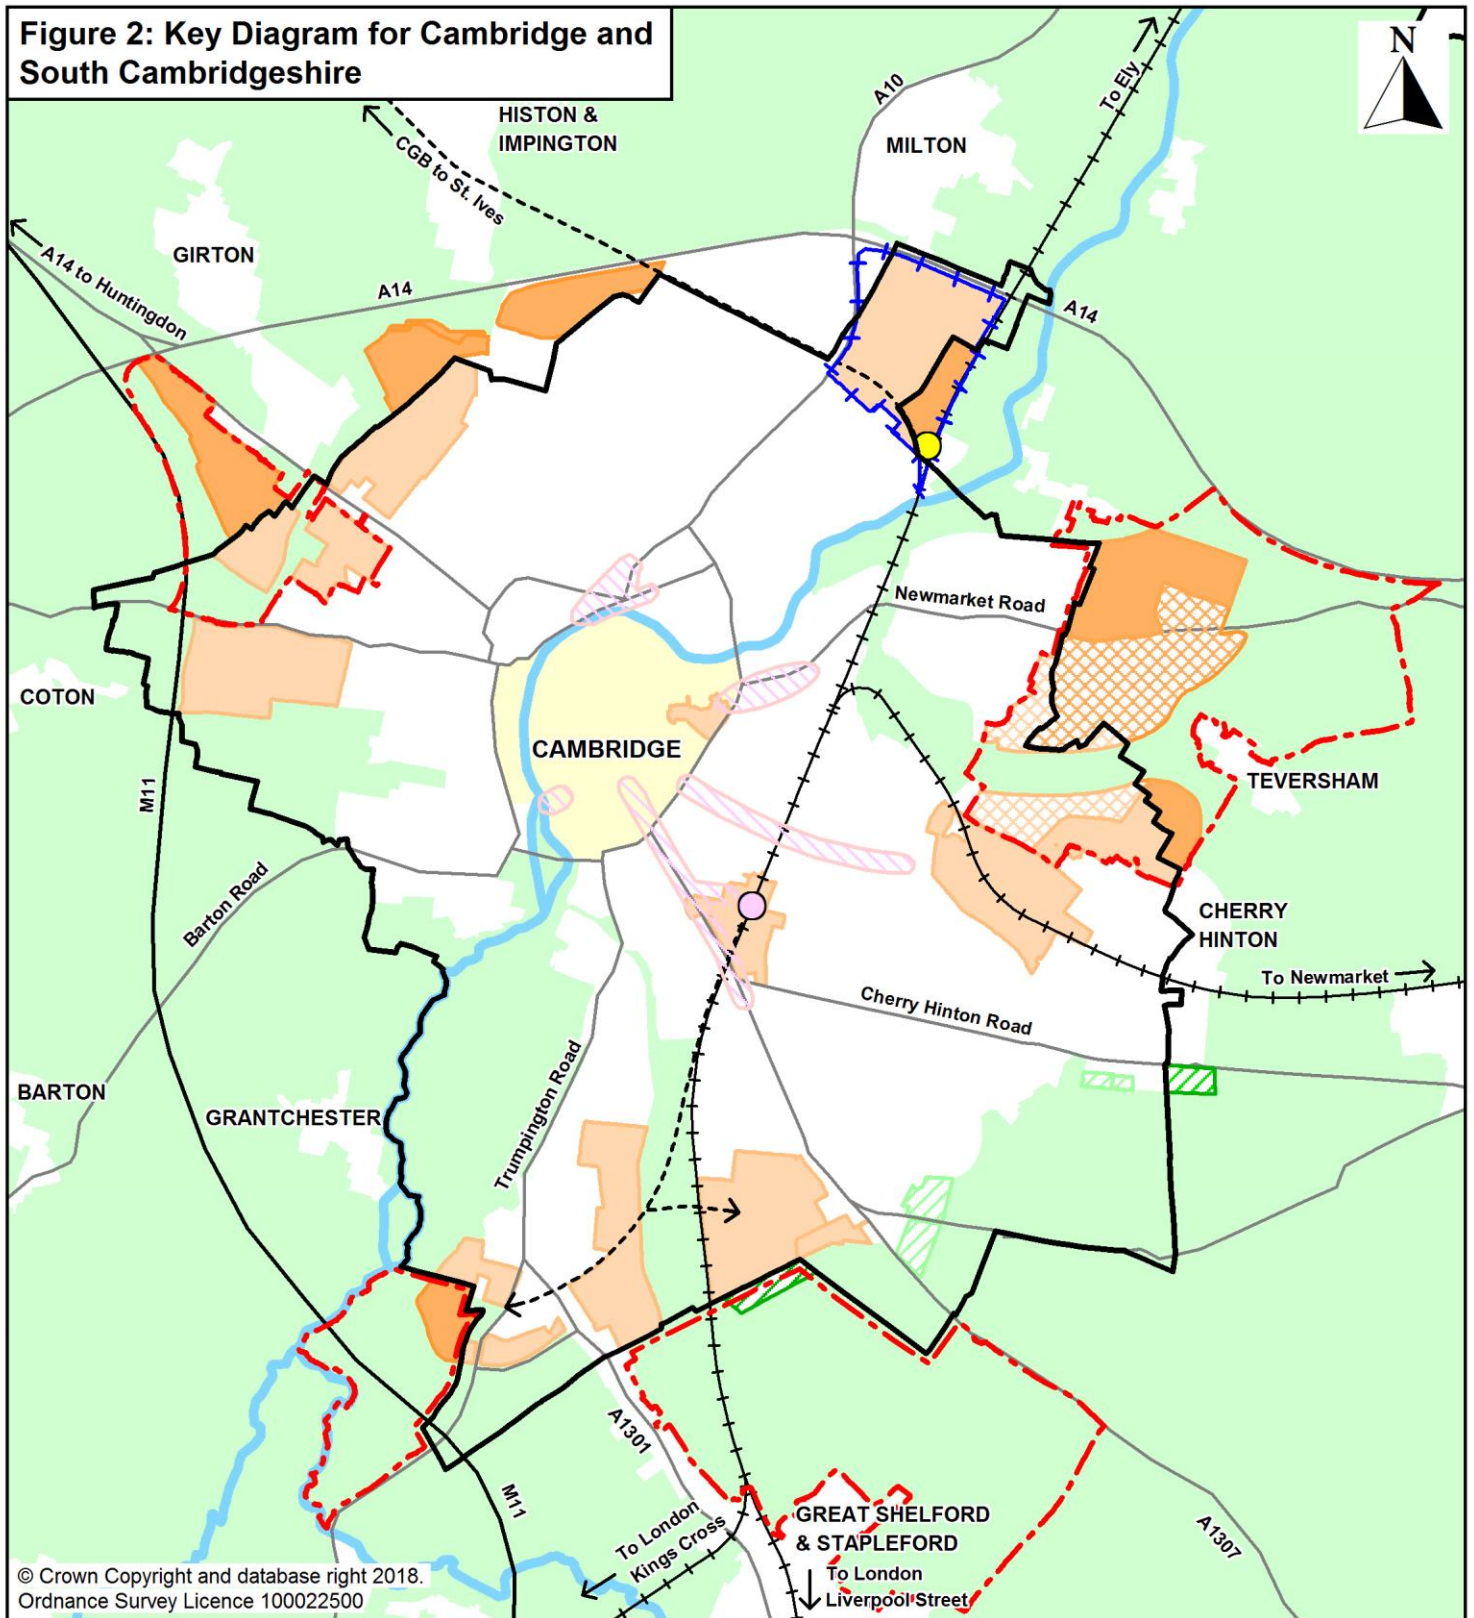 Figure 2: Key Diagram for Cambridge and
South Cambridgeshire
N
HISTON &
IMPINGTON
A10
To Ely
MILTON
CGB to St. Ives
GIRTON
A14 to Huntingdon
A14
A14
Newmarket Road
COTON
CAMBRIDGE
TEVERSHAM
M11
Barton Road
CHERRY
HINTON
To Newmarket
Cherry Hinton Road
BARTON
GRANTCHESTER
Trumpington Road
A1301
M11
To London
Kings Cross
GREAT SHELFORD
& STAPLEFORD
A1307
To London
Liverpool Street
© Crown Copyright and database right 2018.
Ordnance Survey Licence 100022500